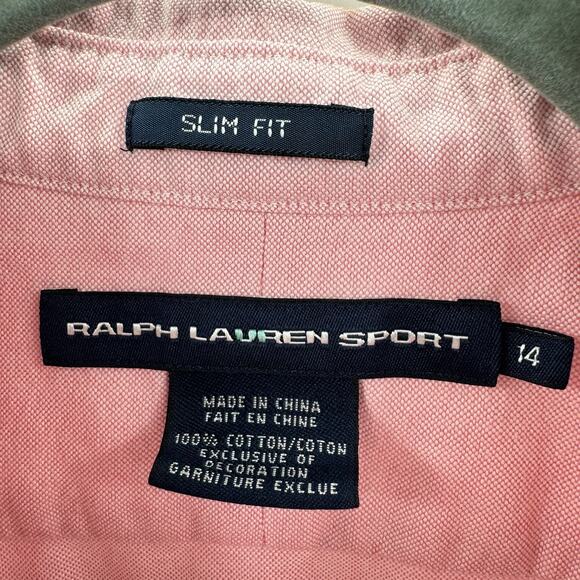 SLIM FIT
RALPH LAUREN SPORT
14
MADE IN CHINA
FAIT EN CHINE
100% COTTON/COTON
EXCLUSIVE OF
DECORATION
GARNITURE EXCLUE